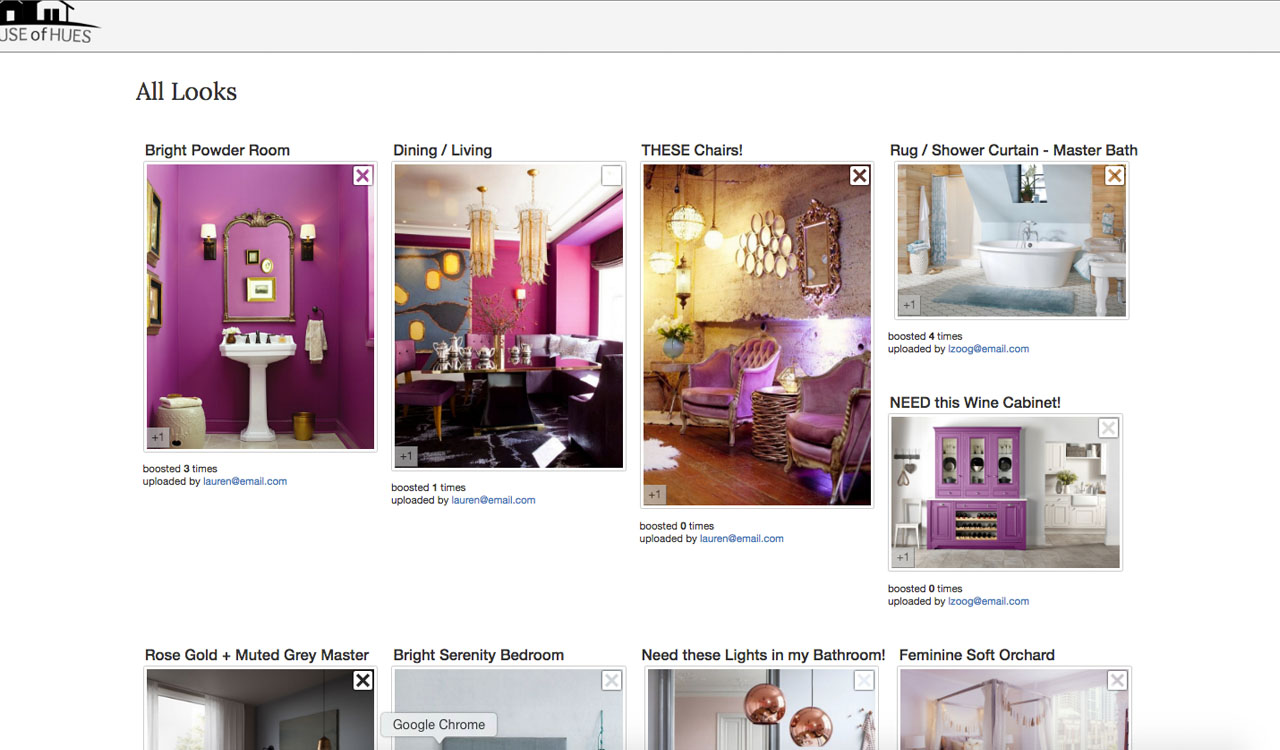 USE of HUES
All Looks
Bright Powder Room
Dining / Living
THESE Chairs!
Rug / Shower Curtain - Master Bath
+1
boosted 4 times
uploaded by lzoog@email.com
NEED this Wine Cabinet!
+1
boosted 3 times
uploaded by lauren@email.com
+1
boosted 1 times
uploaded by lauren@email.com
+1
boosted 0 times
uploaded by lauren@email.com
+1
boosted 0 times
uploaded by lzoog@email.com
Rose Gold + Muted Grey Master
Bright Serenity Bedroom
Need these Lights in my Bathroom!
Feminine Soft Orchard
Google Chrome